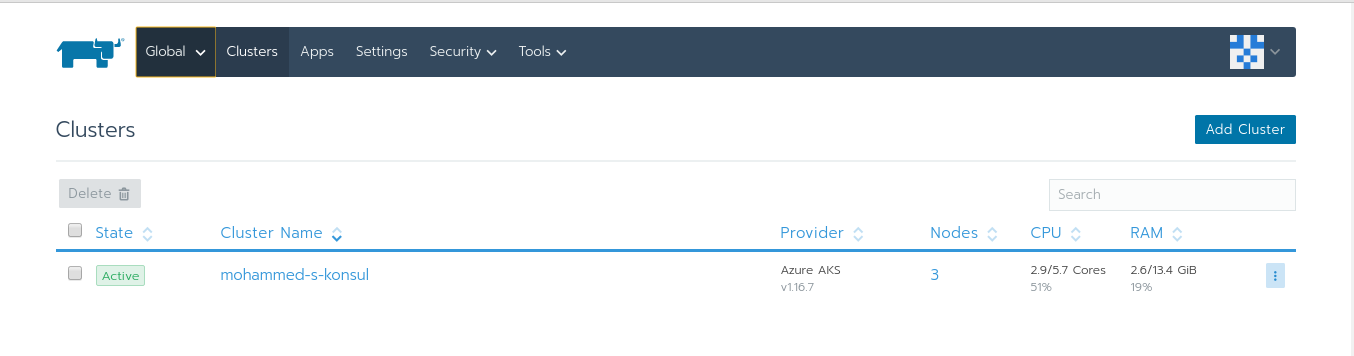 Global Clusters Apps Settings Security Tools
Clusters
Add Cluster
Delete
Search
State Cluster Name Provider Nodes CPU RAM
Active mohammed-s-konsul Azure AKS 3 2.9/5.7 Cores 2.6/13.4 GiB
v1.16.7 51% 19%